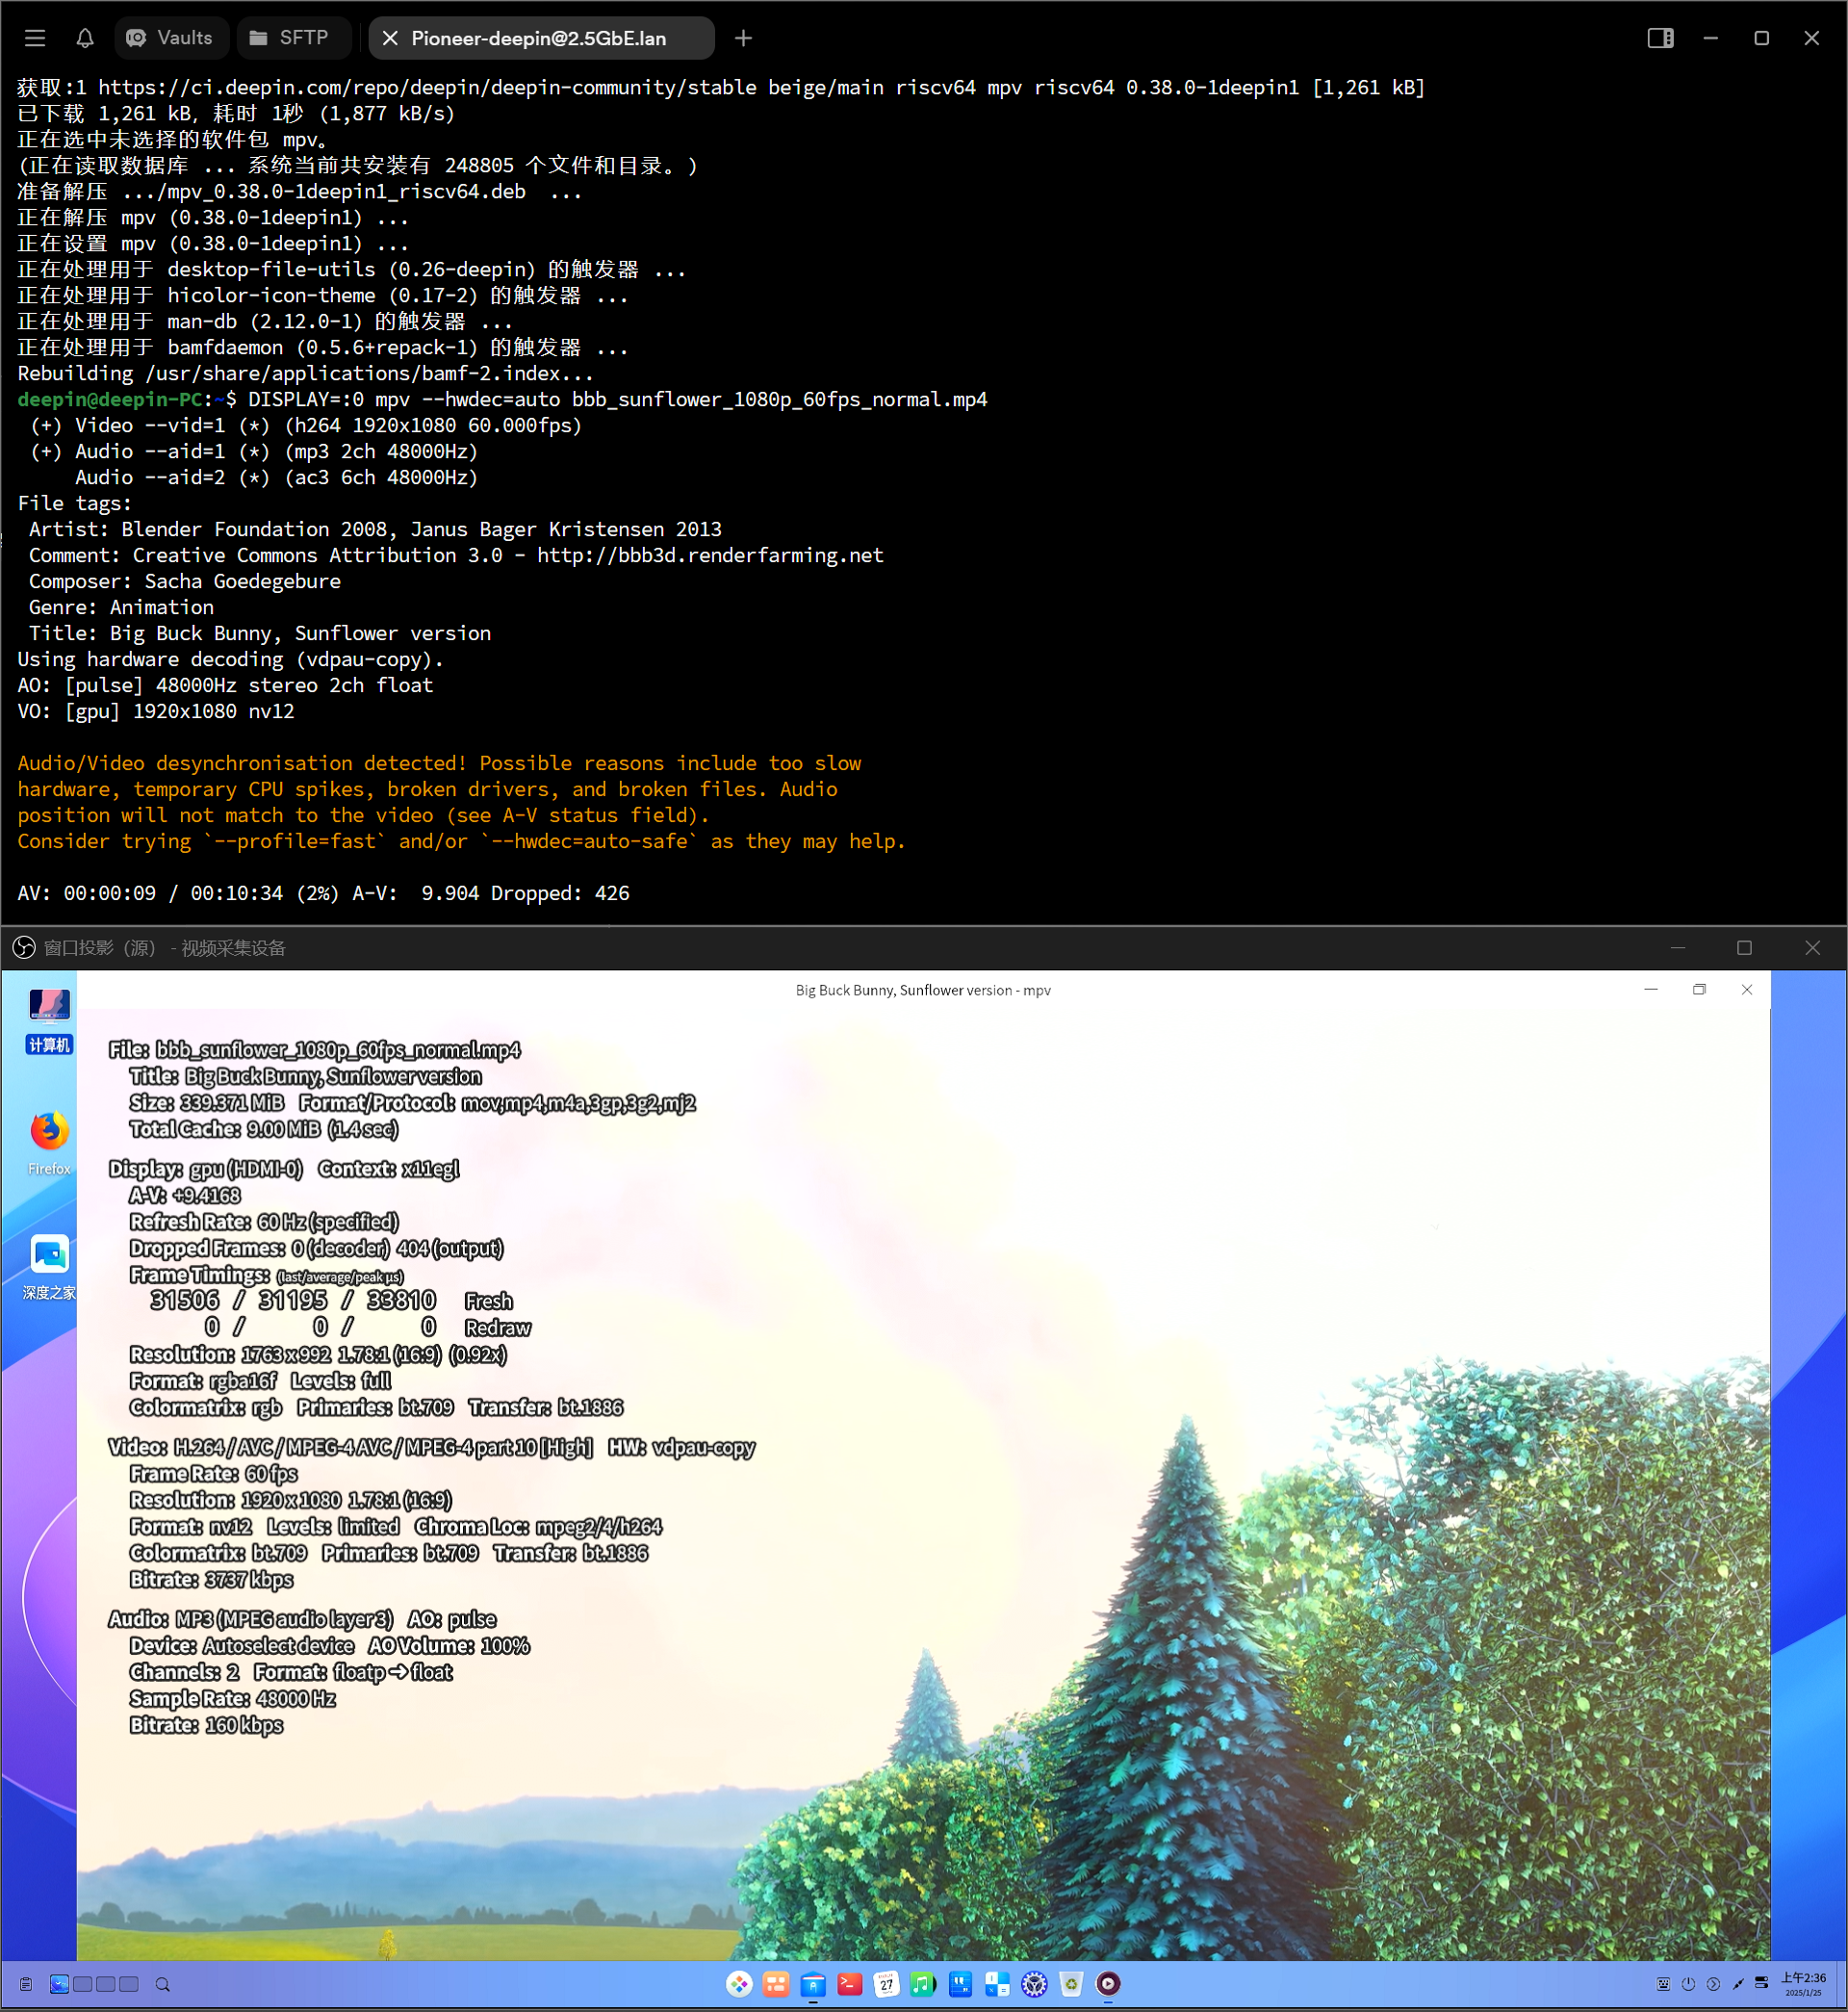 Vaults
SFTP
Pioneer-deepin@2.5GbE.lan
获取:1 https://ci.deepin.com/repo/deepin/deepin-community/stable beige/main riscv64 mpv riscv64 0.38.0-1deepin1 [1,261 kB]
已下载 1,261 kB, 耗时 1秒 (1,877 kB/s)
正在选中未选择的软件包 mpv。
(正在读取数据库 ... 系统当前共安装有 248805 个文件和目录。)
准备解压 .../mpv_0.38.0-1deepin1_riscv64.deb  ...
正在解压 mpv (0.38.0-1deepin1) ...
正在设置 mpv (0.38.0-1deepin1) ...
正在处理用于 desktop-file-utils (0.26-deepin) 的触发器 ...
正在处理用于 hicolor-icon-theme (0.17-2) 的触发器 ...
正在处理用于 man-db (2.12.0-1) 的触发器 ...
正在处理用于 bamfdaemon (0.5.6+repack-1) 的触发器 ...
Rebuilding /usr/share/applications/bamf-2.index...
deepin@deepin-PC:~$ DISPLAY=:0 mpv --hwdec=auto bbb_sunflower_1080p_60fps_normal.mp4
 (+) Video --vid=1 (*) (h264 1920x1080 60.000fps)
 (+) Audio --aid=1 (*) (mp3 2ch 48000Hz)
     Audio --aid=2 (*) (ac3 6ch 48000Hz)
File tags:
 Artist: Blender Foundation 2008, Janus Bager Kristensen 2013
 Comment: Creative Commons Attribution 3.0 - http://bbb3d.renderfarming.net
 Composer: Sacha Goedegebure
 Genre: Animation
 Title: Big Buck Bunny, Sunflower version
Using hardware decoding (vdpau-copy).
AO: [pulse] 48000Hz stereo 2ch float
VO: [gpu] 1920x1080 nv12
Audio/Video desynchronisation detected! Possible reasons include too slow
hardware, temporary CPU spikes, broken drivers, and broken files. Audio
position will not match to the video (see A-V status field).
Consider trying `--profile=fast` and/or `--hwdec=auto-safe` as they may help.
AV: 00:00:09 / 00:10:34 (2%) A-V:  9.904 Dropped: 426
窗口投影（源） - 视频采集设备
Big Buck Bunny, Sunflower version - mpv
计算机
Firefox
深度之家
File: bbb_sunflower_1080p_60fps_normal.mp4
Title: Big Buck Bunny, Sunflower version
Size: 339.371 MiB   Format/Protocol: mov,mp4,m4a,3gp,3g2,mj2
Total Cache: 9.00 MiB (1.4 sec)
Display: gpu (HDMI-0)   Context: x11egl
A-V: +9.4168
Refresh Rate: 60 Hz (specified)
Dropped Frames: 0 (decoder) 404 (output)
Frame Timings: (last/average/peak μs)
31506 / 31195 / 33810   Fresh
0 / 0 / 0   Redraw
Resolution: 1763 x 992 1.78:1 (16:9) (0.92x)
Format: rgba16f   Levels: full
Colormatrix: rgb   Primaries: bt.709   Transfer: bt.1886
Video: H.264 / AVC / MPEG-4 AVC / MPEG-4 part 10 [High]   HW: vdpau-copy
Frame Rate: 60 fps
Resolution: 1920 x 1080 1.78:1 (16:9)
Format: nv12   Levels: limited   Chroma Loc: mpeg2/4/h264
Colormatrix: bt.709   Primaries: bt.709   Transfer: bt.1886
Bitrate: 3737 kbps
Audio: MP3 (MPEG audio layer 3)   AO: pulse
Device: Autoselect device   AO Volume: 100%
Channels: 2   Format: floatp ➜ float
Sample Rate: 48000 Hz
Bitrate: 160 kbps
27
上午2:36
2025/1/25